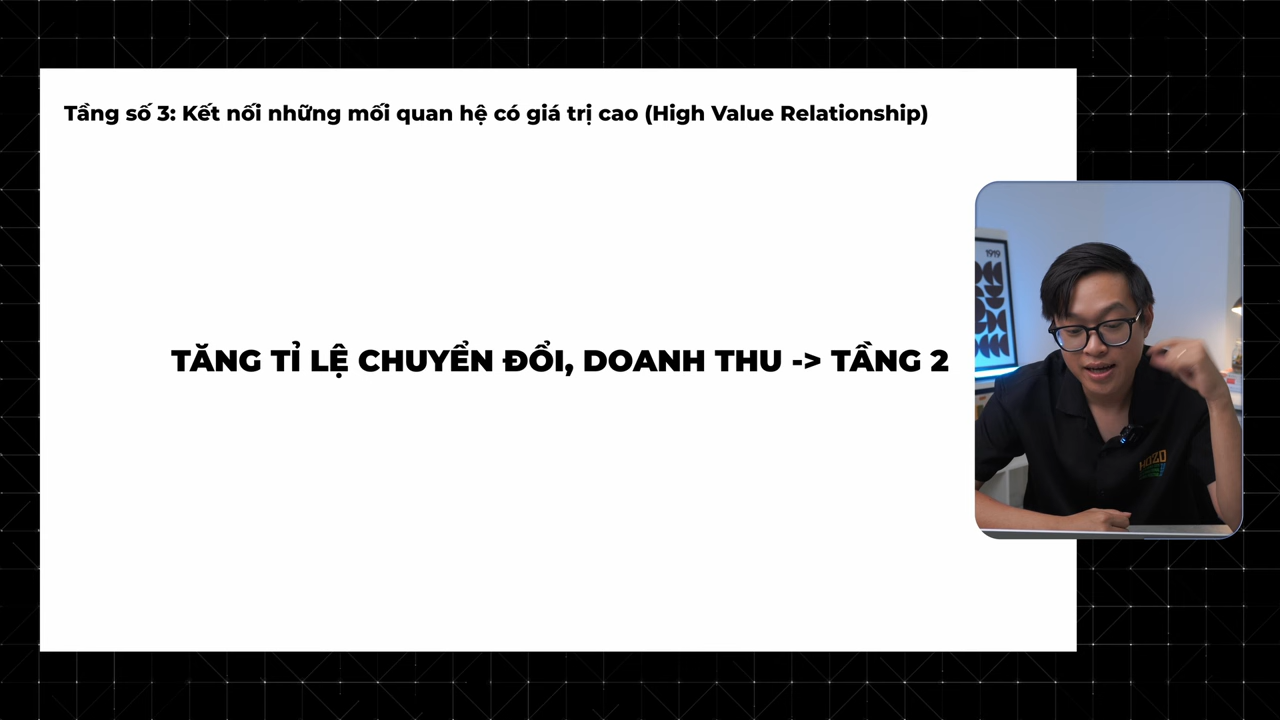 Tầng số 3: Kết nối những mối quan hệ có giá trị cao (High Value Relationship)
TĂNG TỈ LỆ CHUYỂN ĐỔI, DOANH THU -> TẦNG 2
1919